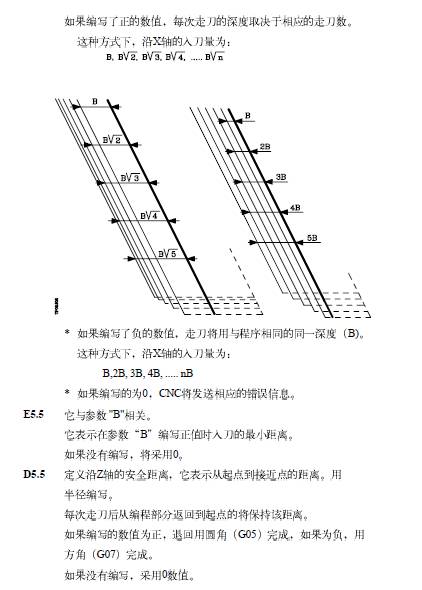 如果编写了正的数值，每次走刀的深度取决于相应的走刀数。
这种方式下，沿X轴的入刀量为：
B, B√2, B√3, B√4, ..... B√n
B
B√2
B√3
B√4
B√5
B
2B
3B
4B
5B
* 如果编写了负的数值，走刀将用与程序相同的同一深度（B)。
这种方式下，沿X轴的入刀量为：
B,2B, 3B, 4B, ..... nB
* 如果编写的为0，CNC将发送相应的错误信息。
E5.5 它与参数"B"相关。
它表示在参数“B”编写正值时入刀的最小距离。
如果没有编写，将采用0。
D5.5 定义沿Z轴的安全距离，它表示从起点到接近点的距离。用
半径编写。
每次走刀后从编程部分返回到起点的将保持该距离。
如果编写的数值为正，退回用圆角（G05）完成，如果为负，用
方角（G07）完成。
如果没有编写，采用0数值。